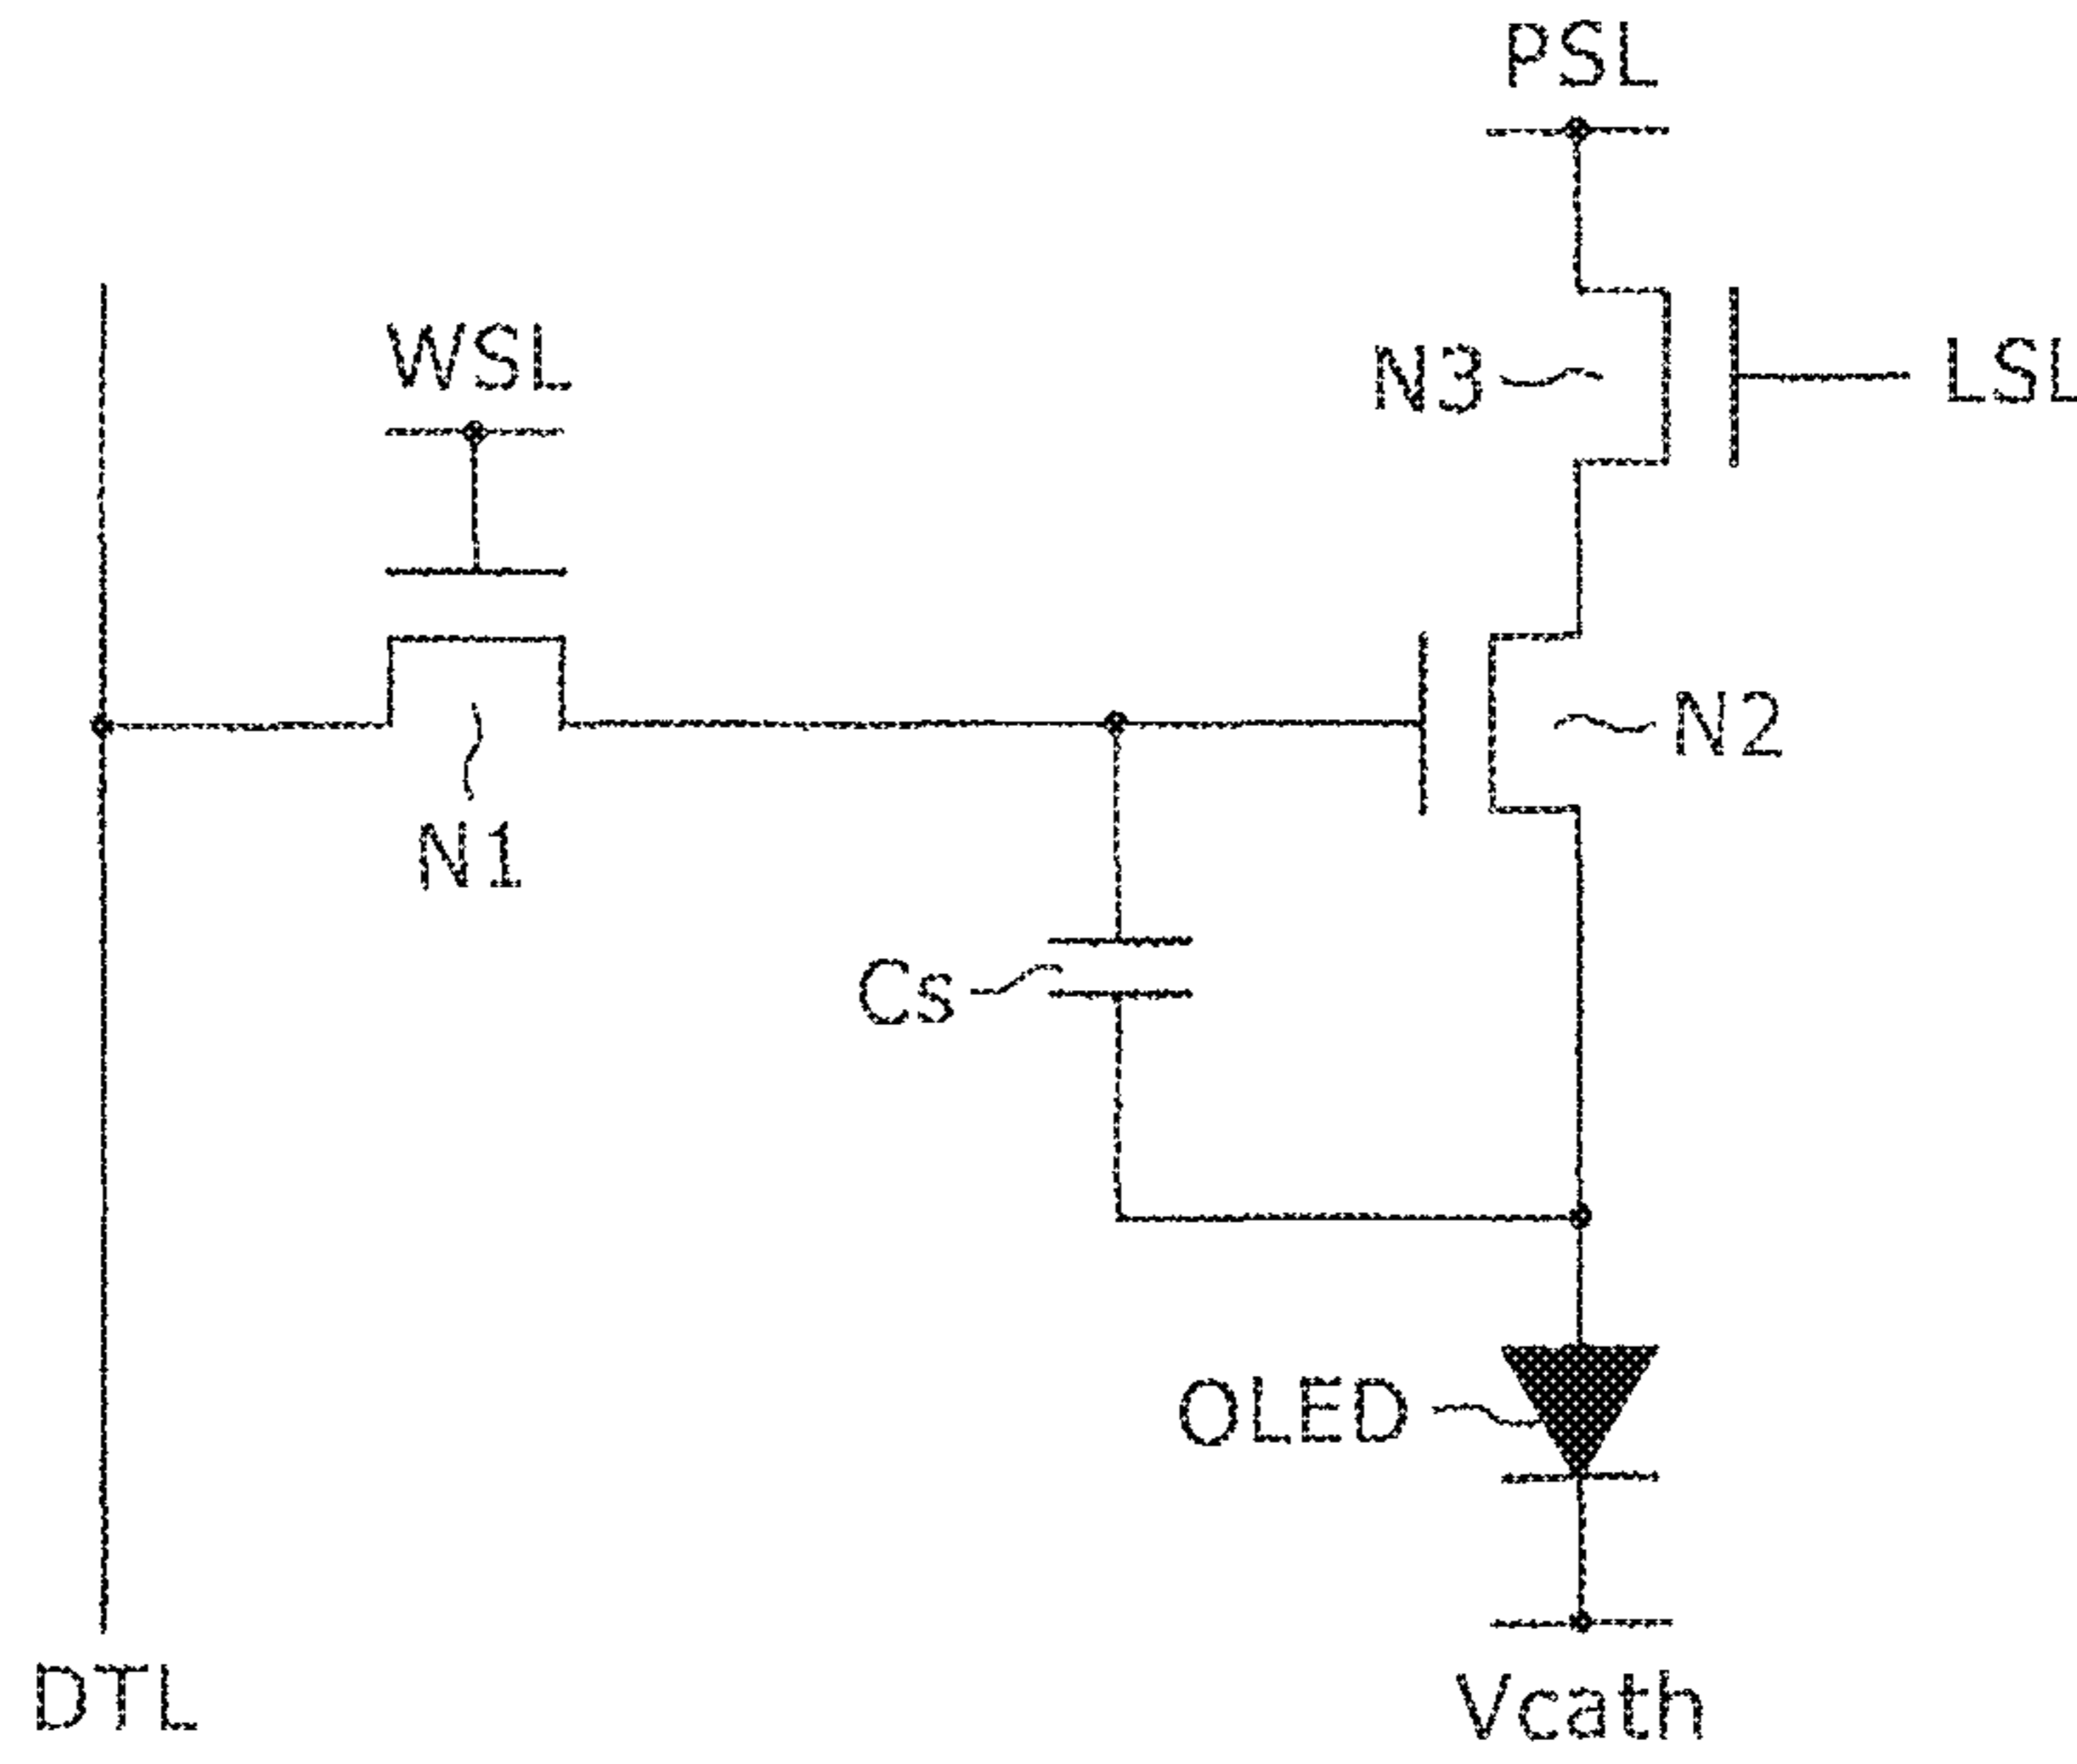 PSL
WSL
N3
LSL
N2
N1
Cs
OLED
DTL
Vcath